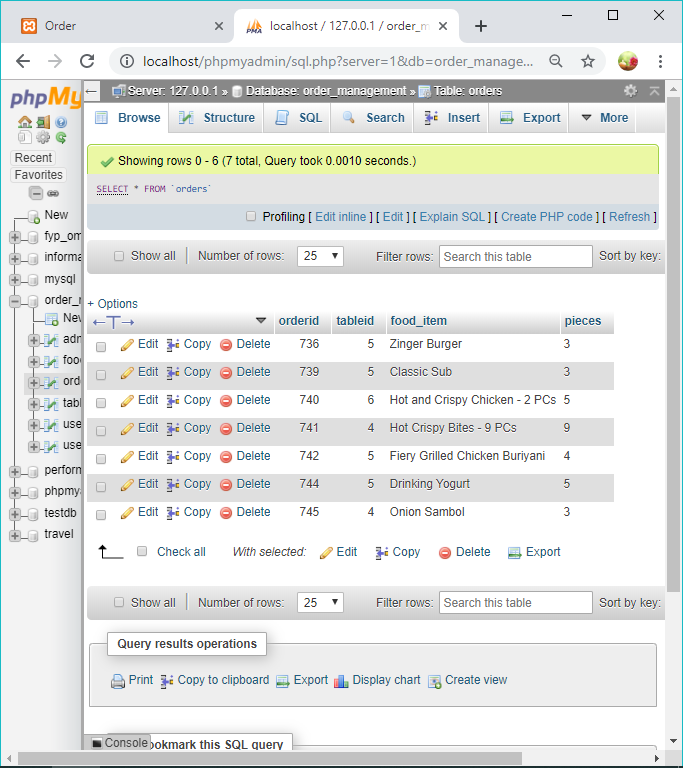 Order
localhost / 127.0.0.1 / order_m
localhost/phpmyadmin/sql.php?server=1&db=order_manage...
phpMy
Recent
Favorites
New
fyp_om
informa
mysql
order_m
New
adm
foo
orde
tabl
use
use
perform
phpmy
testdb
travel
Server: 127.0.0.1 » Database: order_management » Table: orders
Browse Structure SQL Search Insert Export More
Showing rows 0 - 6 (7 total, Query took 0.0010 seconds.)
SELECT * FROM `orders`
Profiling [ Edit inline ] [ Edit ] [ Explain SQL ] [ Create PHP code ] [ Refresh ]
Show all Number of rows: 25 Filter rows: Search this table Sort by key:
+ Options
←T→ orderid tableid food_item pieces
Edit Copy Delete 736 5 Zinger Burger 3
Edit Copy Delete 739 5 Classic Sub 3
Edit Copy Delete 740 6 Hot and Crispy Chicken - 2 PCs 5
Edit Copy Delete 741 4 Hot Crispy Bites - 9 PCs 9
Edit Copy Delete 742 5 Fiery Grilled Chicken Buriyani 4
Edit Copy Delete 744 5 Drinking Yogurt 5
Edit Copy Delete 745 4 Onion Sambol 3
Check all With selected: Edit Copy Delete Export
Show all Number of rows: 25 Filter rows: Search this table Sort by key:
Query results operations
Print Copy to clipboard Export Display chart Create view
Console
ookmark this SQL query